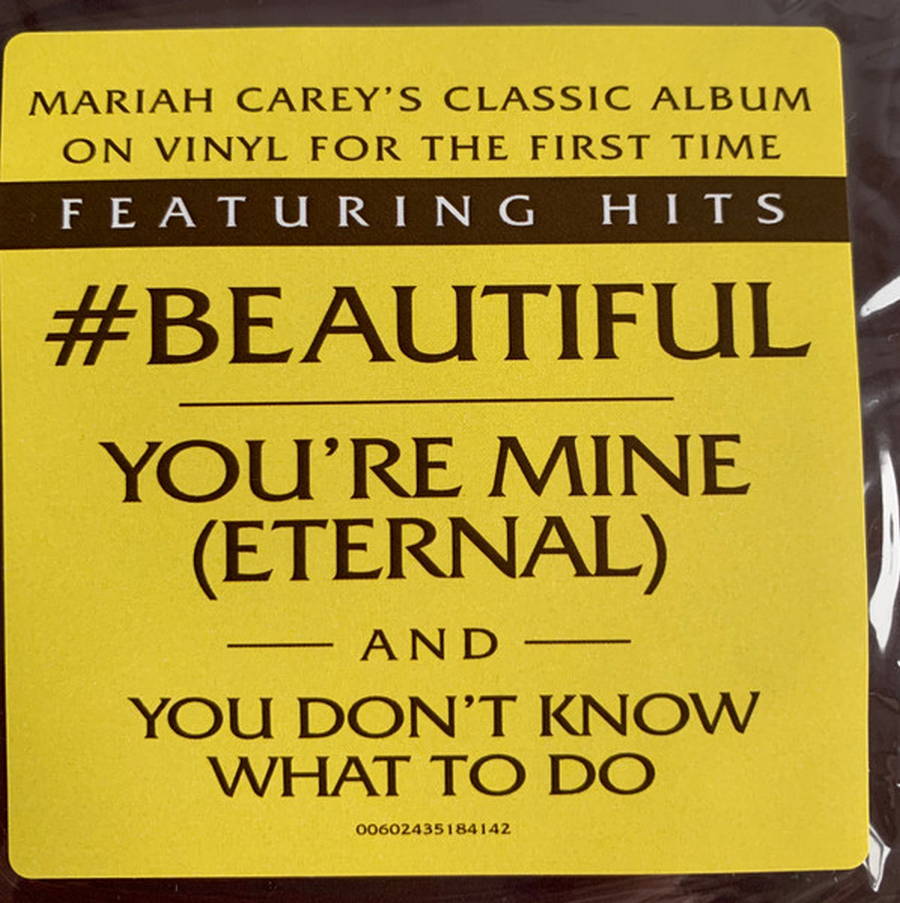 MARIAH CAREY'S CLASSIC ALBUM
ON VINYL FOR THE FIRST TIME
FEATURING HITS
#BEAUTIFUL
YOU'RE MINE
(ETERNAL)
AND
YOU DON'T KNOW
WHAT TO DO
00602435184142